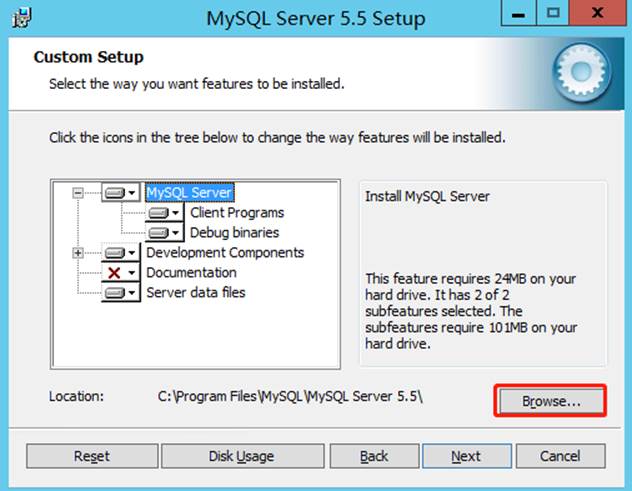 MySQL Server 5.5 Setup
Custom Setup
Select the way you want features to be installed.
Click the icons in the tree below to change the way features will be installed.
MySQL Server
Client Programs
Debug binaries
Development Components
Documentation
Server data files
Install MySQL Server
This feature requires 24MB on your
hard drive. It has 2 of 2
subfeatures selected. The
subfeatures require 101MB on your
hard drive.
Location: C:\Program Files\MySQL\MySQL Server 5.5\
Browse...
Reset Disk Usage Back Next Cancel